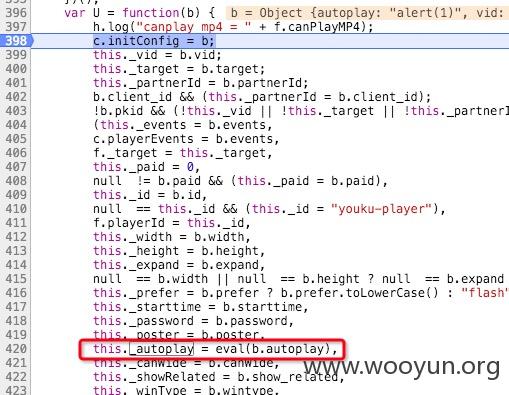 396 var U = function(b) { b = Object {autoplay: "alert(1)", vid:
397 h.log("canplay mp4 = " + f.canPlayMP4);
398 c.initConfig = b;
399 this._vid = b.vid;
400 this._target = b.target;
401 this._partnerId = b.partnerId;
402 b.client_id && (this._partnerId = b.client_id);
403 !b.pkid && (!this._vid || !this._target || !this._partner
404 (this._events = b.events,
405 c.playerEvents = b.events,
406 f._target = this._target,
407 this._paid = 0,
408 null != b.paid && (this._paid = b.paid),
409 this._id = b.id,
410 null == this._id && (this._id = "youku-player"),
411 f.playerId = this._id,
412 this._width = b.width,
413 this._height = b.height,
414 this._expand = b.expand,
415 null == b.width || null == b.height ? null == b.expand
416 this._prefer = b.prefer ? b.prefer.toLowerCase() : "flash"
417 this._starttime = b.starttime,
418 this._password = b.password,
419 this._poster = b.poster,
420 this._autoplay = eval(b.autoplay),
421 this._canWide = b.canWide,
422 this._showRelated = b.show_related,
423 this._winType = b.wintype,
www.wooyun.org